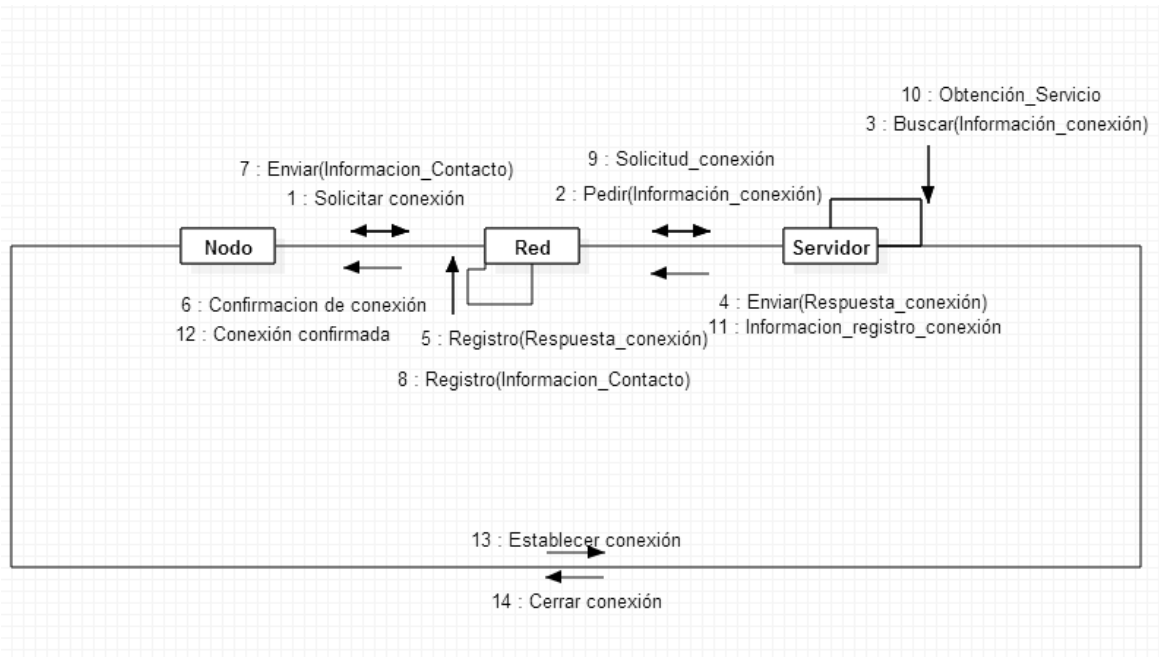 10 : Obtención_Servicio
3 : Buscar(Información_conexión)
9 : Solicitud_conexión
7 : Enviar(Informacion_Contacto)
2 : Pedir(Información_conexión)
1 : Solicitar conexión
Nodo
Red
Servidor
6 : Confirmacion de conexión
4 : Enviar(Respuesta_conexión)
12 : Conexión confirmada
5 : Registro(Respuesta_conexión)
11 : Informacion_registro_conexión
8 : Registro(Informacion_Contacto)
13 : Establecer conexión
14 : Cerrar conexión